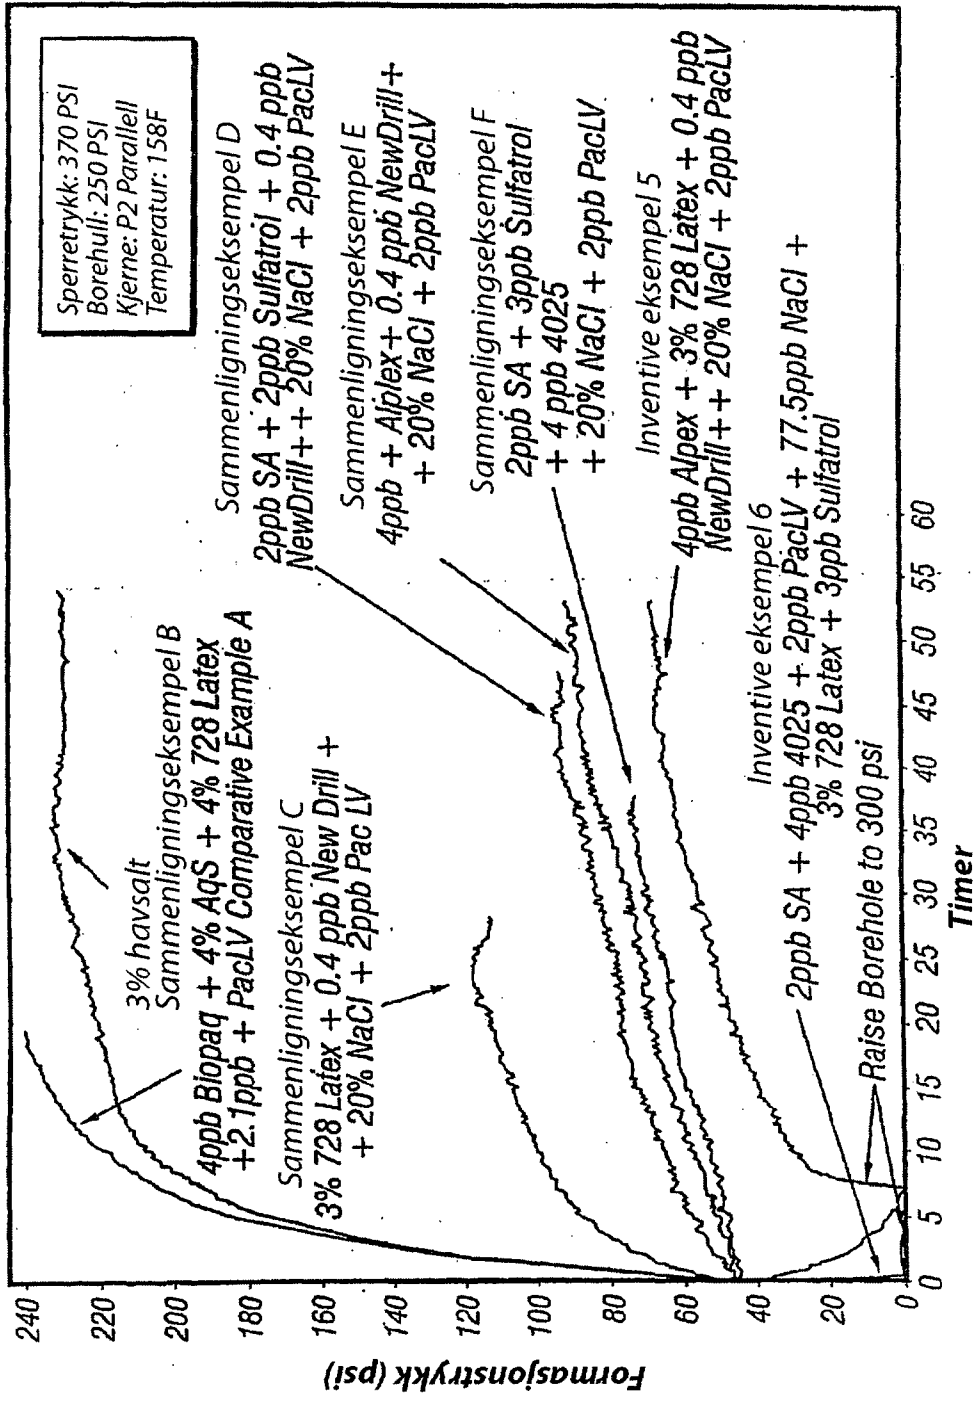 Sperretrykk: 370 PSI
Borehull: 250 PSI
Kjerne: P2 Parallell
Temperatur: 158F
3% havsalt
Sammenligningseksempel B
4ppb Biopaq + 4% AqS + 4% 728 Latex
+2.1ppb + PacLV Comparative Example A
Sammenligningseksempel C
3% 728 Latex + 0.4 ppb New Drill +
+ 20% NaCl + 2ppb Pac LV
Sammenligningseksempel D
2ppb SA + 2ppb Sulfatrol + 0.4 ppb
NewDrill++ 20% NaCl + 2ppb PacLV
Sammenligningseksempel E
4ppb + Alplex+ 0.4 ppb NewDrill+
+ 20% NaCl + 2ppb PacLV
Sammenligningseksempel F
2ppb SA + 3ppb Sulfatrol
+ 4 ppb 4025
+ 20% NaCl + 2ppb PacLV
Inventive eksempel 5
4ppb Alpex + 3% 728 Latex + 0.4 ppb
NewDrill++ 20% NaCl + 2ppb PacLV
Inventive eksempel 6
2ppb SA + 4ppb 4025 + 2ppb PacLV + 77.5ppb NaCl +
3% 728 Latex + 3ppb Sulfatrol
Raise Borehole to 300 psi
Formasjonstrykk (psi)
240
220
200
180
160
140
120
100
80
60
40
20
0
0 5 10 15 20 25 30 35 40 45 50 55 60
Timer